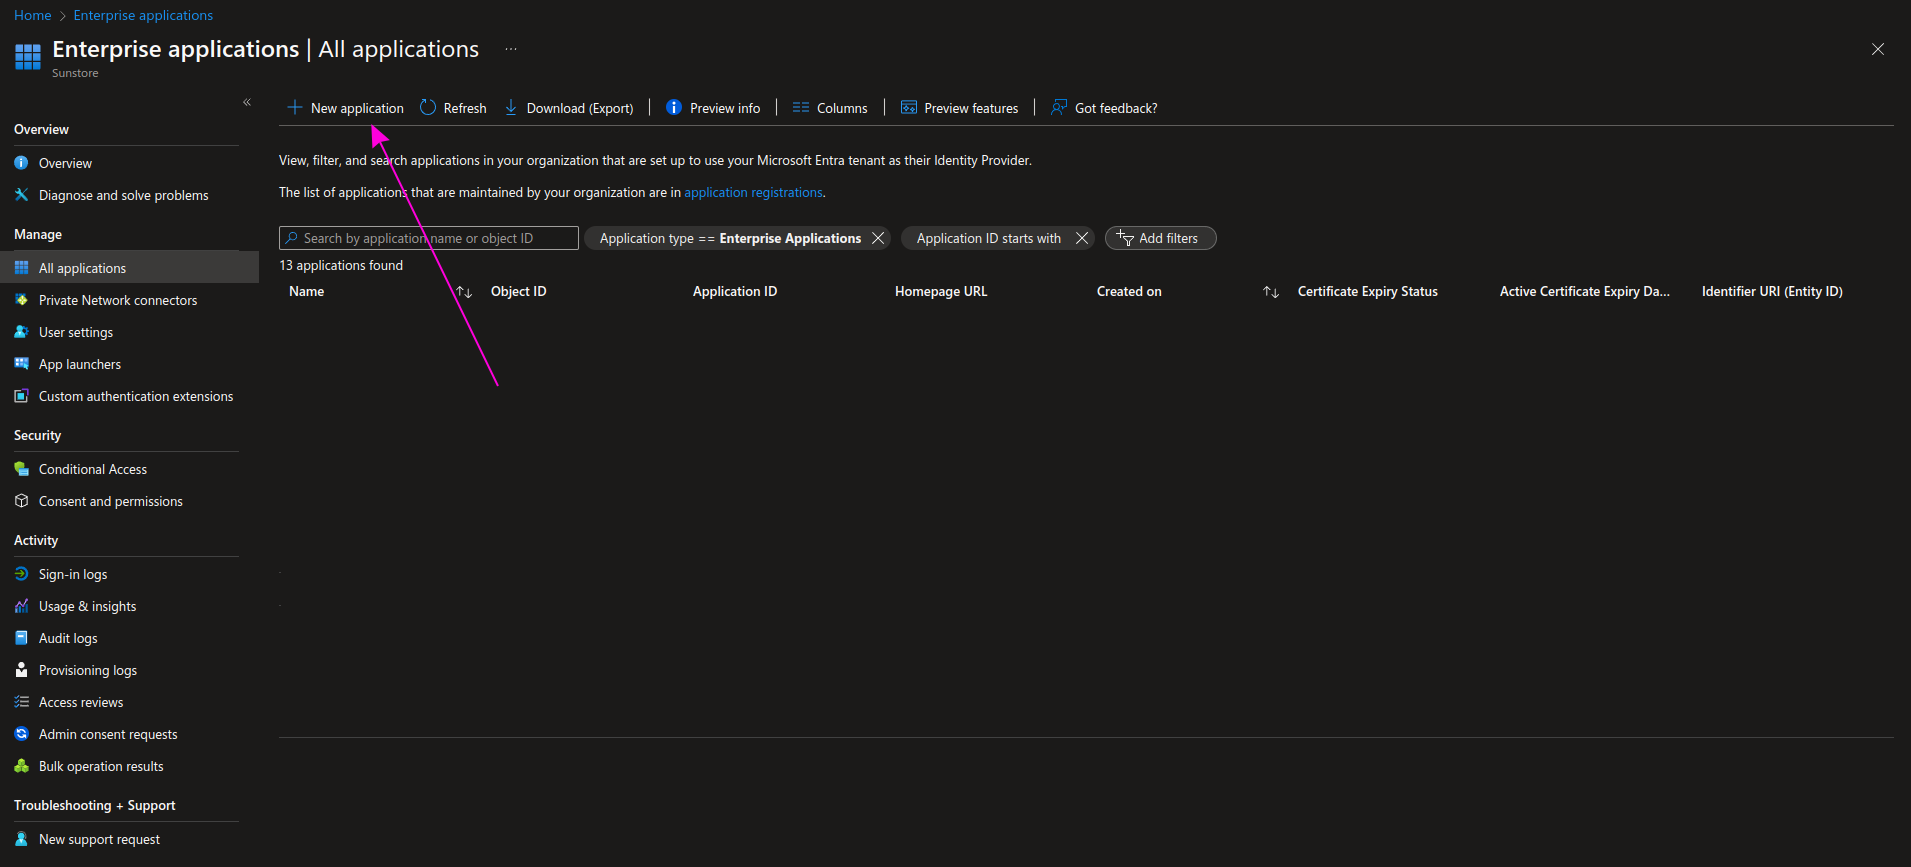 Home > Enterprise applications
Enterprise applications | All applications ...
Sunstore
«
New application Refresh Download (Export) | Preview info | Columns | Preview features | Got feedback?
Overview
Overview
Diagnose and solve problems
Manage
All applications
Private Network connectors
User settings
App launchers
Custom authentication extensions
Security
Conditional Access
Consent and permissions
Activity
Sign-in logs
Usage & insights
Audit logs
Provisioning logs
Access reviews
Admin consent requests
Bulk operation results
Troubleshooting + Support
New support request
View, filter, and search applications in your organization that are set up to use your Microsoft Entra tenant as their Identity Provider.
The list of applications that are maintained by your organization are in application registrations.
Search by application name or object ID
Application type == Enterprise Applications
Application ID starts with
Add filters
13 applications found
Name Object ID Application ID Homepage URL Created on Certificate Expiry Status Active Certificate Expiry Da... Identifier URI (Entity ID)